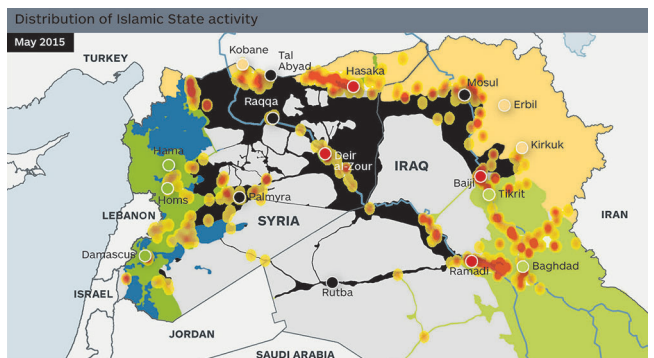 Distribution of Islamic State activity
May 2015
TURKEY
Kobane
Tal
Abyad
Hasaka
Mosul
Raqqa
Erbil
Hama
Deir
al-Zour
IRAQ
Kirkuk
Baiji
Homs
Palmyra
Tikrit
LEBANON
SYRIA
IRAN
Damascus
Ramadi
Baghdad
ISRAEL
Rutba
JORDAN
SAUDI ARABIA